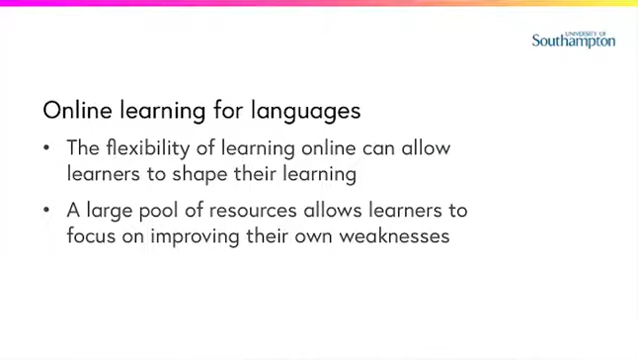 UNIVERSITY OF
Southampton
Online learning for languages
• The flexibility of learning online can allow
learners to shape their learning
• A large pool of resources allows learners to
focus on improving their own weaknesses